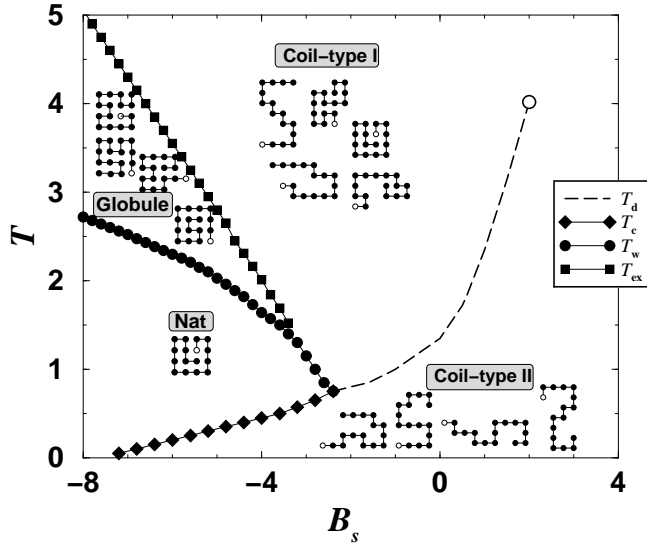 5
4
3
2
1
0
T
−8
−4
0
4
B_s
Coil−type I
Globule
Nat
Coil−type II
T_d
T_c
T_w
T_ex